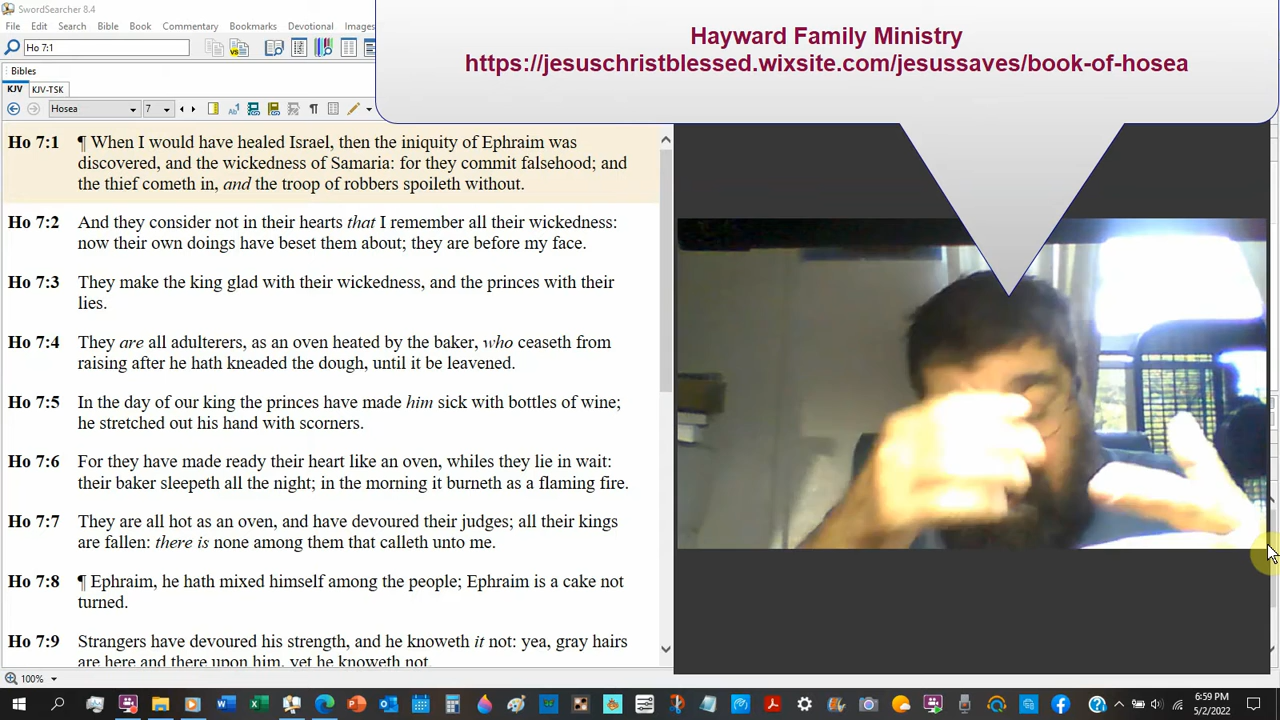 SwordSearcher 8.4
File Edit Search Bible Book Commentary Bookmarks Devotional Images
Ho 7:1
VS
Bibles
KJV KJV-TSK
Hosea 7
Hayward Family Ministry
https://jesuschristblessed.wixsite.com/jesussaves/book-of-hosea
Ho 7:1 ¶ When I would have healed Israel, then the iniquity of Ephraim was
discovered, and the wickedness of Samaria: for they commit falsehood; and
the thief cometh in, and the troop of robbers spoileth without.
Ho 7:2 And they consider not in their hearts that I remember all their wickedness:
now their own doings have beset them about; they are before my face.
Ho 7:3 They make the king glad with their wickedness, and the princes with their
lies.
Ho 7:4 They are all adulterers, as an oven heated by the baker, who ceaseth from
raising after he hath kneaded the dough, until it be leavened.
Ho 7:5 In the day of our king the princes have made him sick with bottles of wine;
he stretched out his hand with scorners.
Ho 7:6 For they have made ready their heart like an oven, whiles they lie in wait:
their baker sleepeth all the night; in the morning it burneth as a flaming fire.
Ho 7:7 They are all hot as an oven, and have devoured their judges; all their kings
are fallen: there is none among them that calleth unto me.
Ho 7:8 ¶ Ephraim, he hath mixed himself among the people; Ephraim is a cake not
turned.
Ho 7:9 Strangers have devoured his strength, and he knoweth it not: yea, gray hairs
are here and there upon him, yet he knoweth not.
100%
6:59 PM
5/2/2022